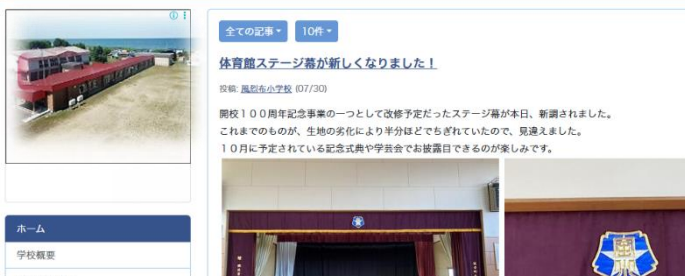 全ての記事
10件
体育館ステージ幕が新しくなりました！
投稿: 風烈布小学校 (07/30)
開校１００周年記念事業の一つとして改修予定だったステージ幕が本日、新調されました。
これまでのものが、生地の劣化により半分ほどでちぎれていたので、見違えました。
１０月に予定されている記念式典や学芸会でお披露目できるのが楽しみです。
ホーム
学校概要